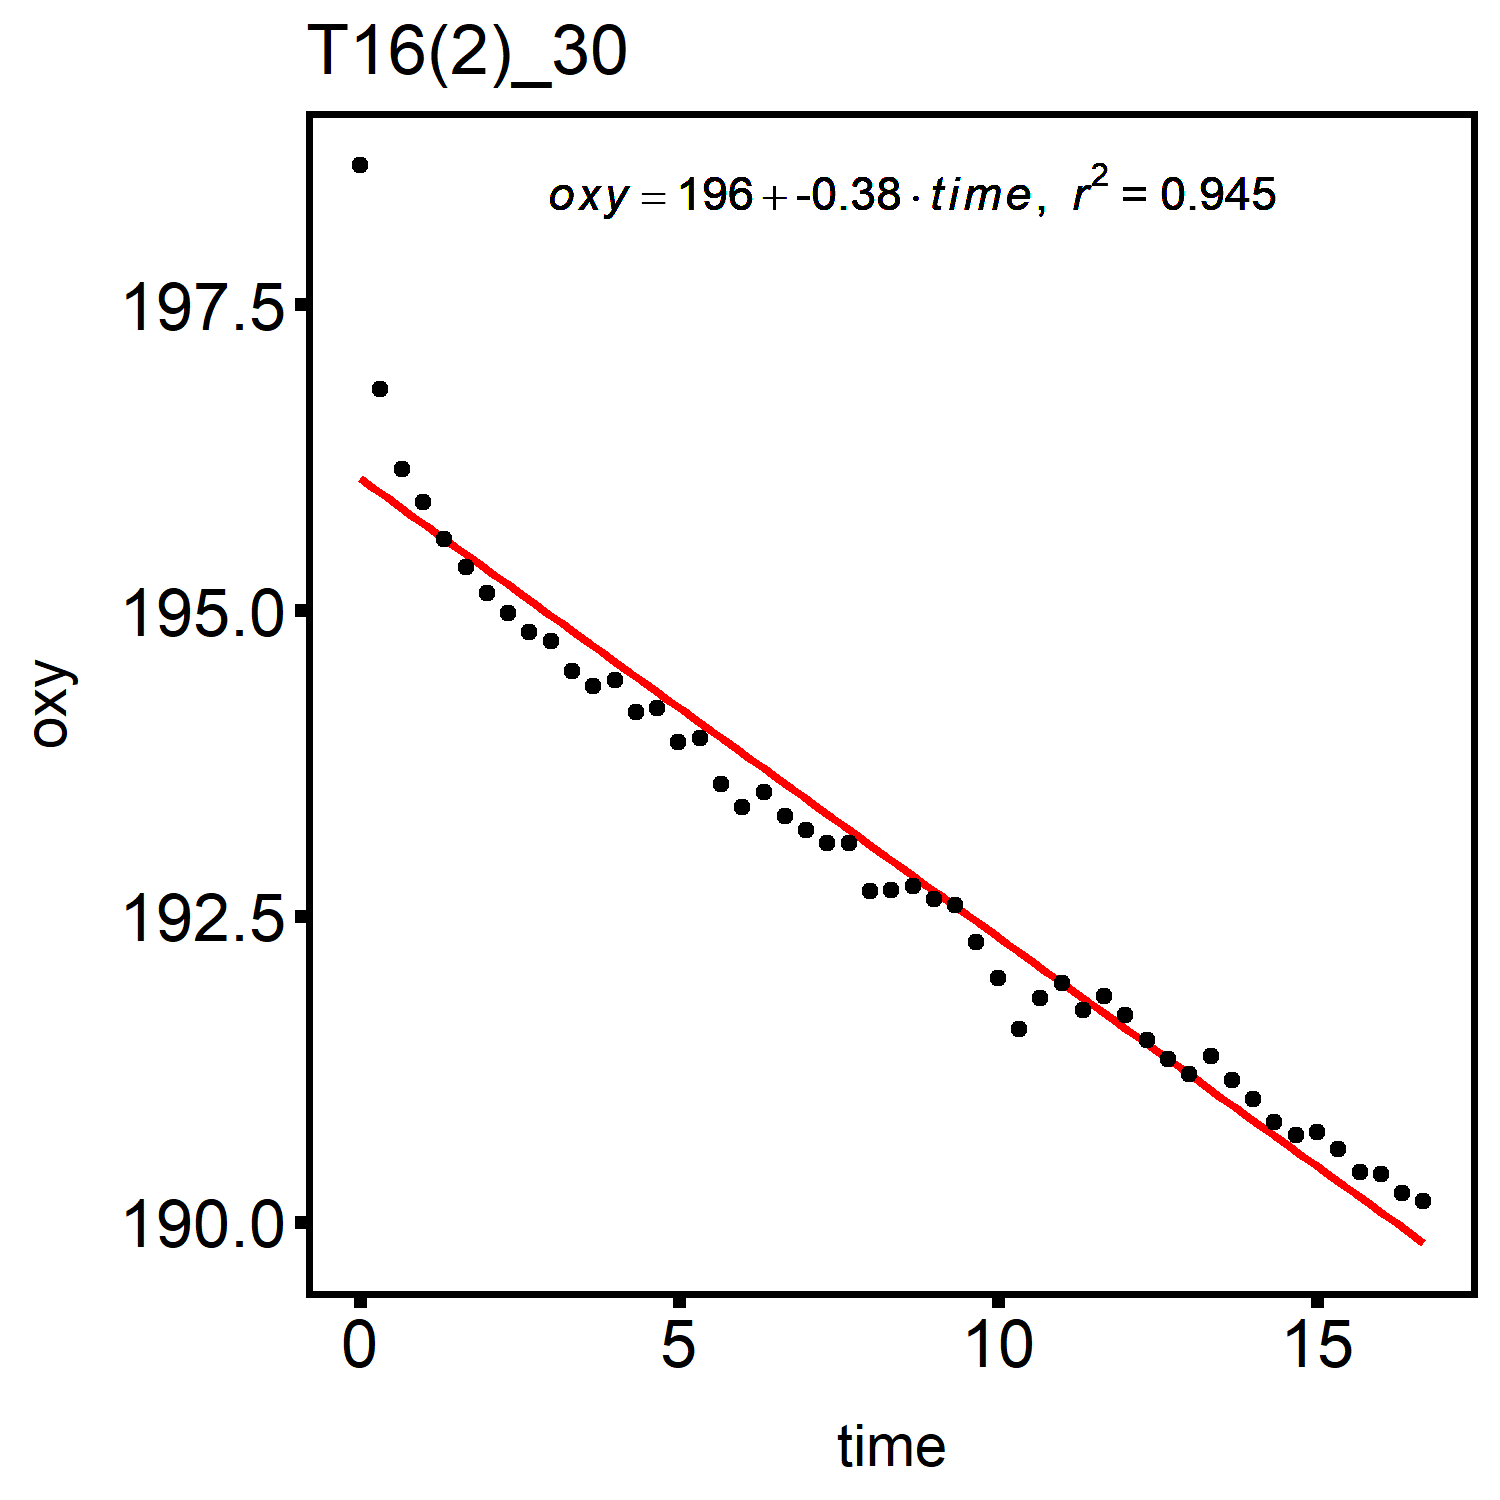 T16(2)_30
oxy = 196 + -0.38 · time, r² = 0.945
197.5
195.0
192.5
190.0
oxy
0 5 10 15
time